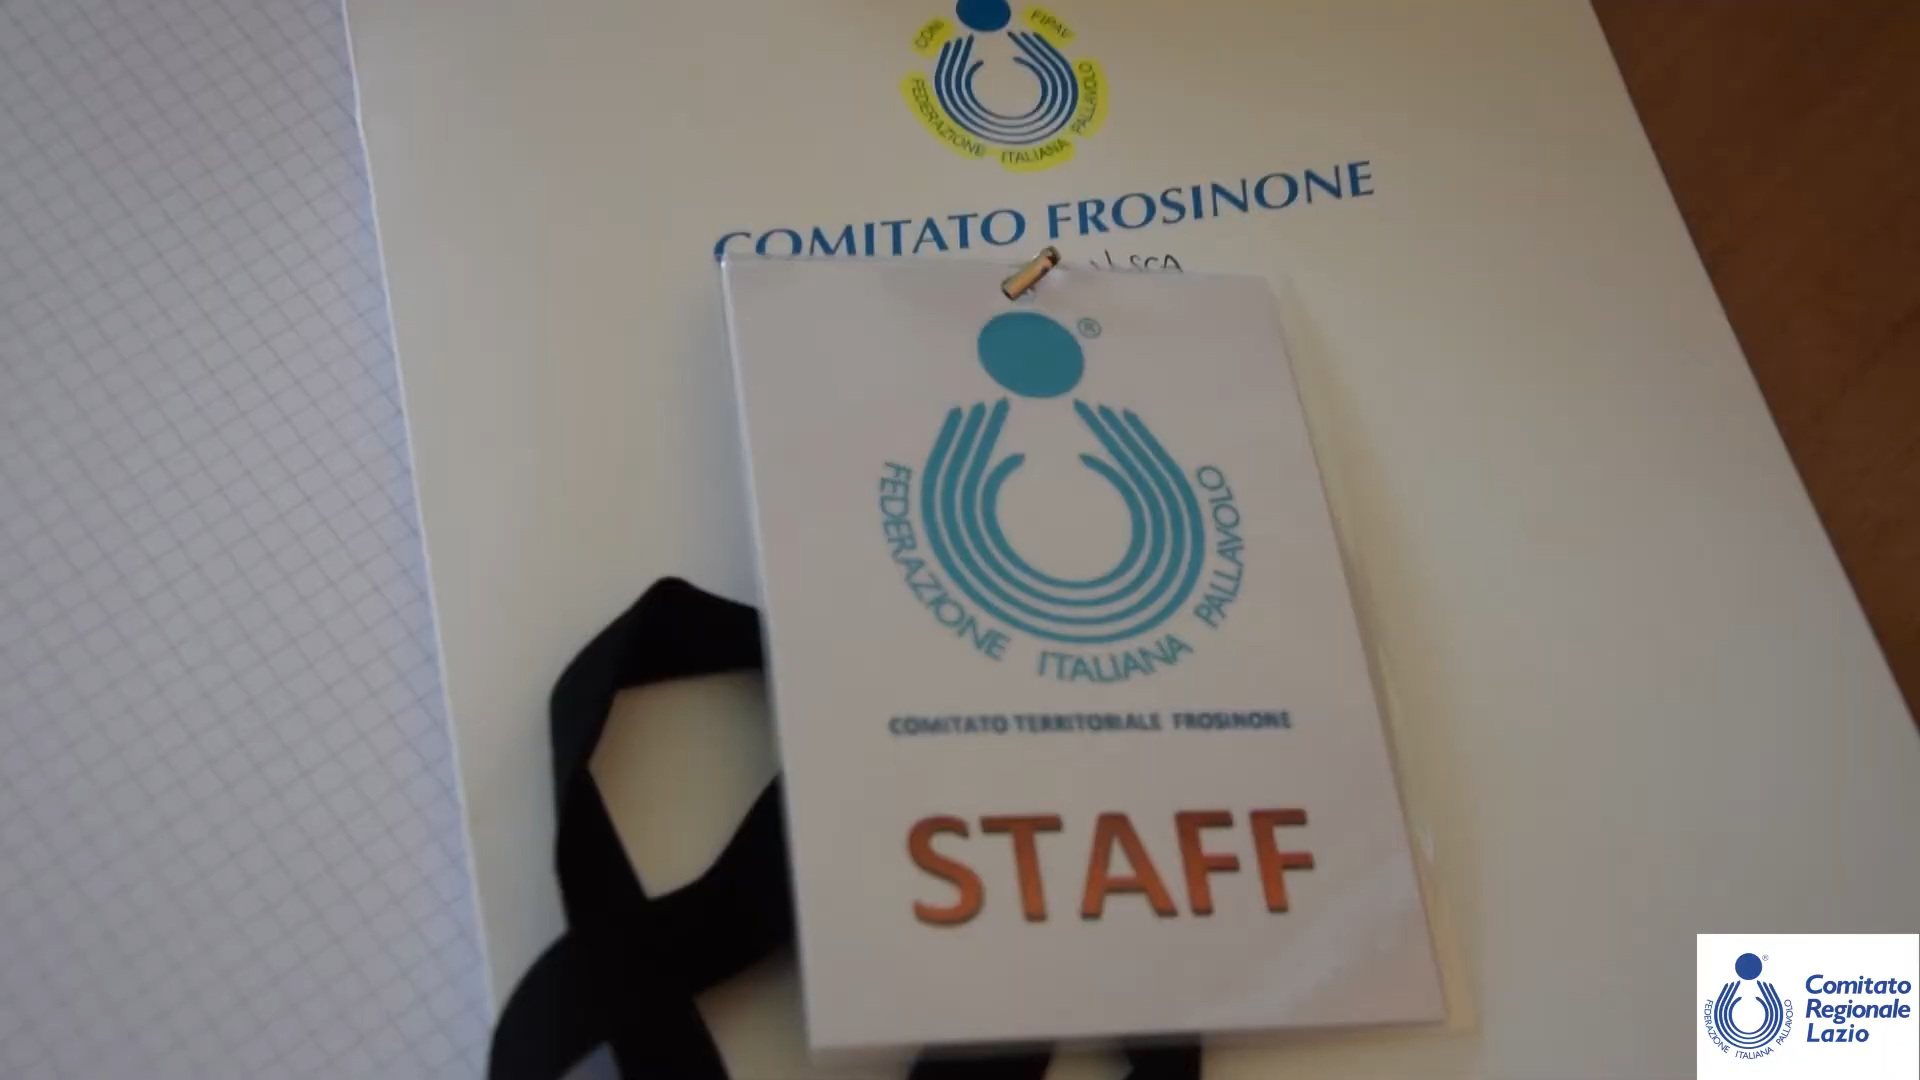 CONI FIPAV
FEDERAZIONE ITALIANA PALLAVOLO
COMITATO FROSINONE
®
FEDERAZIONE ITALIANA PALLAVOLO
COMITATO TERRITORIALE FROSINONE
STAFF
®
FEDERAZIONE ITALIANA PALLAVOLO
Comitato
Regionale
Lazio